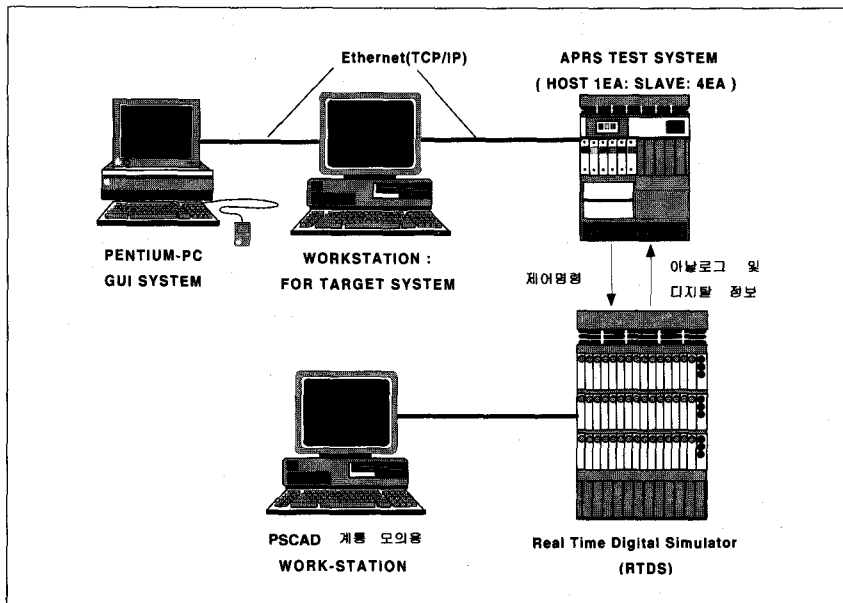 Ethernet(TCP/IP)
APRS TEST SYSTEM
( HOST 1EA: SLAVE: 4EA )
PENTIUM-PC
GUI SYSTEM
WORKSTATION :
FOR TARGET SYSTEM
제어명령
아날로그 및
디지탈 정보
PSCAD 계통 모의용
WORK-STATION
Real Time Digital Simulator
(RTDS)